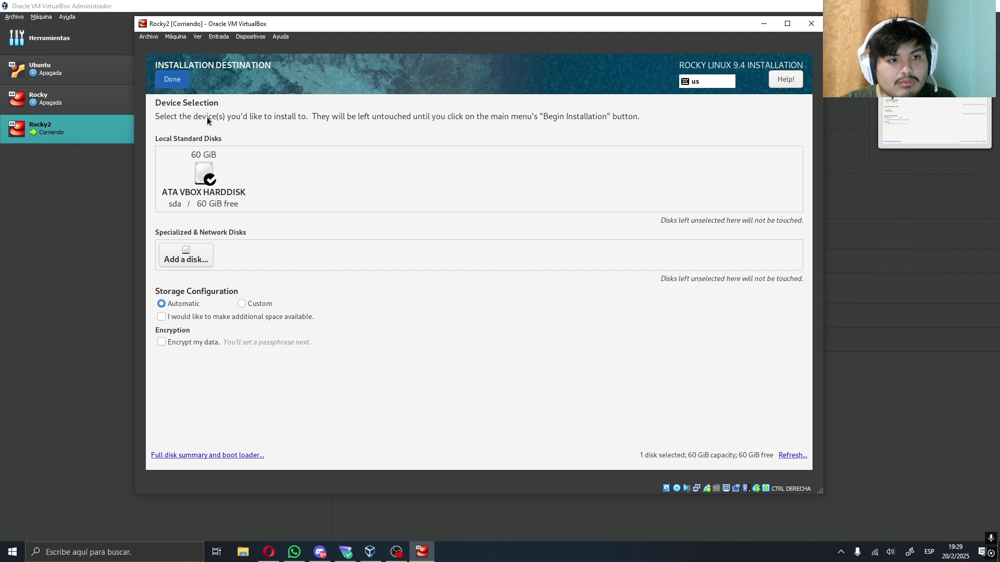 Oracle VM VirtualBox Administrador
Archivo Máquina Ayuda
Herramientas
64 Ubuntu
Apagada
64 Rocky
Apagada
64 Rocky2
Corriendo
Rocky2 [Corriendo] - Oracle VM VirtualBox
Archivo Máquina Ver Entrada Dispositivos Ayuda
INSTALLATION DESTINATION
Done
ROCKY LINUX 9.4 INSTALLATION
us
Help!
Device Selection
Select the device(s) you'd like to install to. They will be left untouched until you click on the main menu's "Begin Installation" button.
Local Standard Disks
60 GiB
ATA VBOX HARDDISK
sda / 60 GiB free
Disks left unselected here will not be touched.
Specialized & Network Disks
Add a disk...
Disks left unselected here will not be touched.
Storage Configuration
Automatic Custom
I would like to make additional space available.
Encryption
Encrypt my data. You'll set a passphrase next.
Full disk summary and boot loader...
1 disk selected; 60 GiB capacity; 60 GiB free Refresh...
CTRL DERECHA
Escribe aquí para buscar.
9+
64
ESP
19:29
20/2/2025